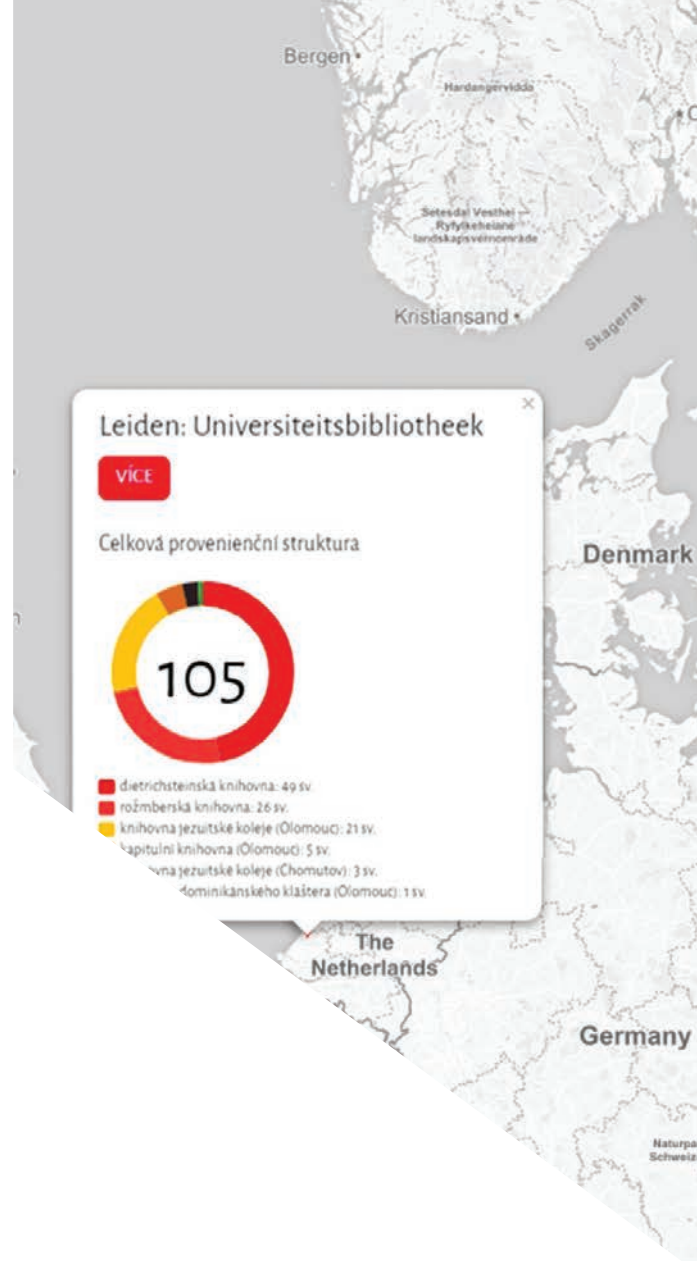 Bergen
Hardangervidda
Setesdal Vesthei —
Ryfylkeheiane
landskapsvernområde
Kristiansand
Skagerrak
×
Leiden: Universiteitsbibliotheek
VÍCE
Celková provenienční struktura
Denmark
105
dietrichsteinská knihovna: 49 sv.
rožmberská knihovna: 26 sv.
knihovna jezuitské koleje (Olomouc): 21 sv.
kapitulní knihovna (Olomouc): 5 sv.
jezuitské koleje (Chomutov): 3 sv.
dominikánského kláštera (Olomouc): 1 sv.
The
Netherlands
Germany